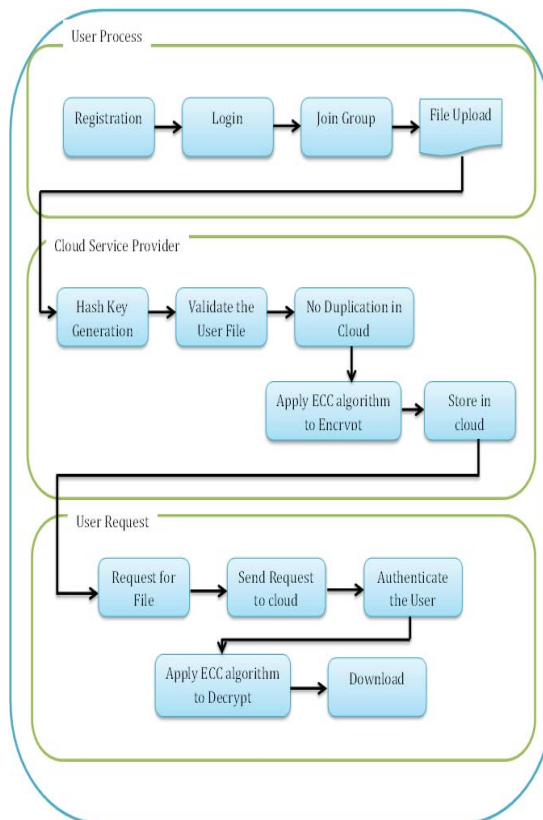 User Process
Registration
Login
Join Group
File Upload
Cloud Service Provider
Hash Key
Generation
Validate the
User File
No Duplication in
Cloud
Apply ECC algorithm
to Encrypt
Store in
cloud
User Request
Request for
File
Send Request
to cloud
Authenticate
the User
Apply ECC algorithm
to Decrypt
Download